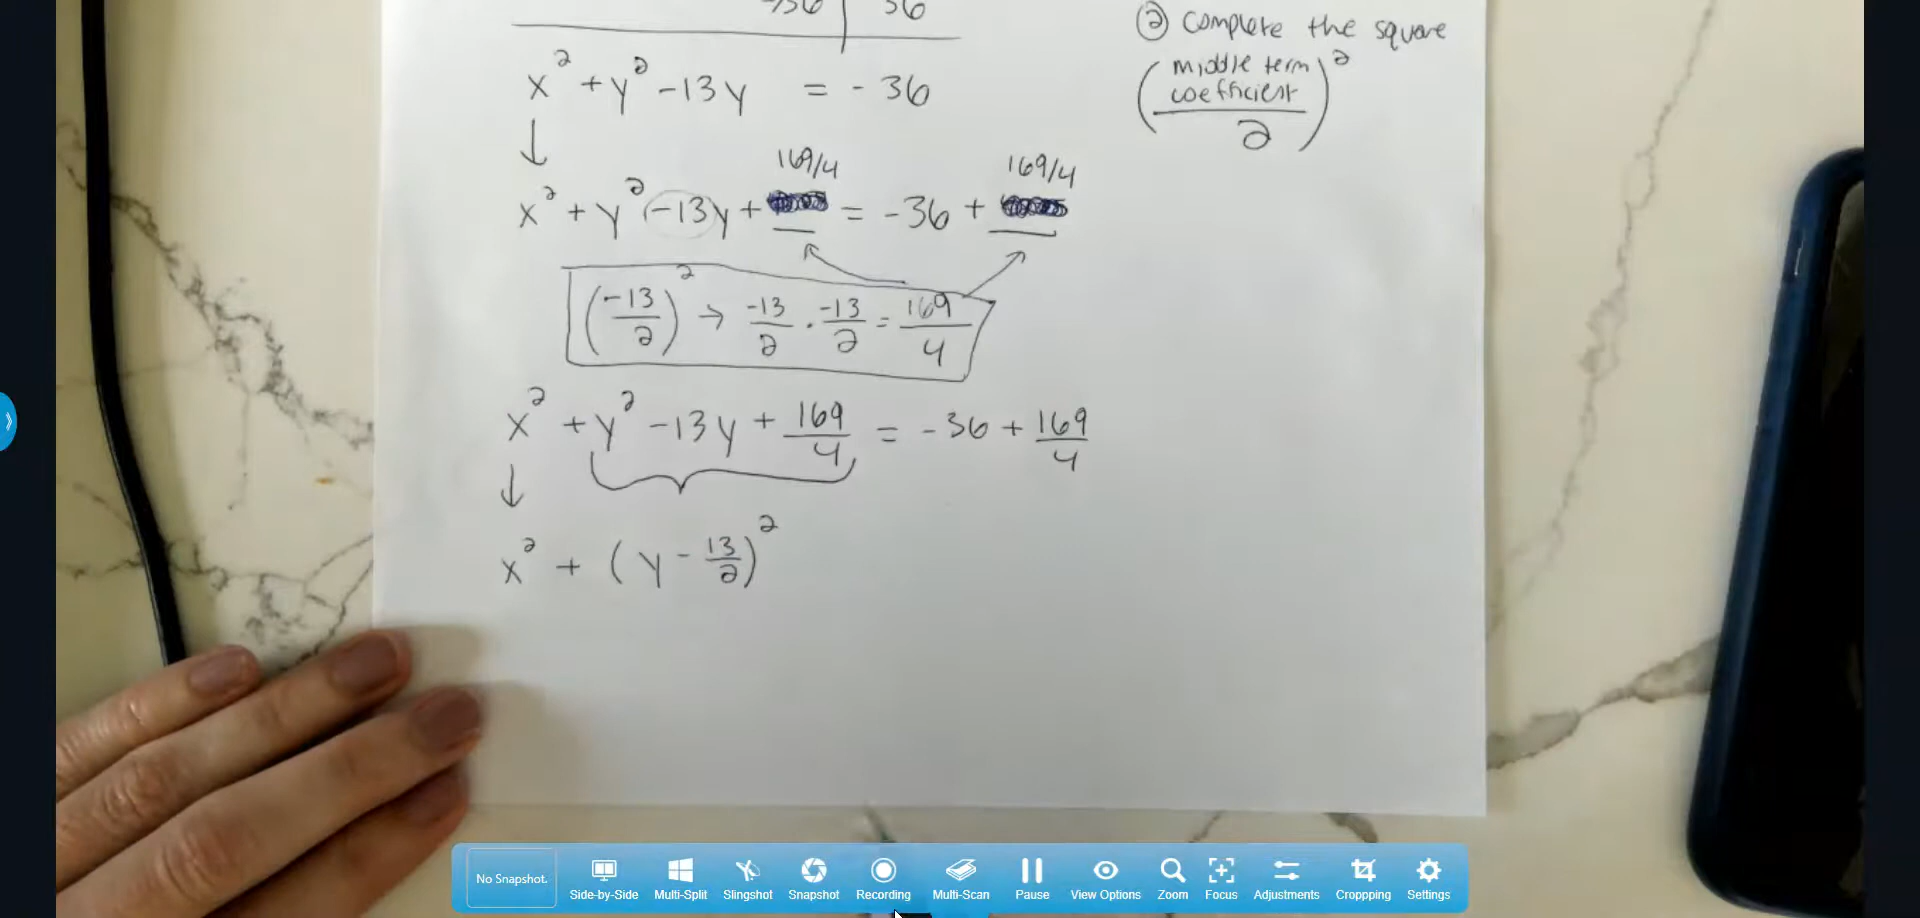 -36 | 36
② Complete the square
x² + y² - 13y = - 36
(middle term coefficient / 2)²
↓
169/4 169/4
x² + y² - 13y + ___ = - 36 + ___
(-13/2)² → -13/2 · -13/2 = 169/4
x² + y² - 13y + 169/4 = - 36 + 169/4
↓
x² + (y - 13/2)²
No Snapshot. Side-by-Side Multi-Split Slingshot Snapshot Recording Multi-Scan Pause View Options Zoom Focus Adjustments Croppping Settings